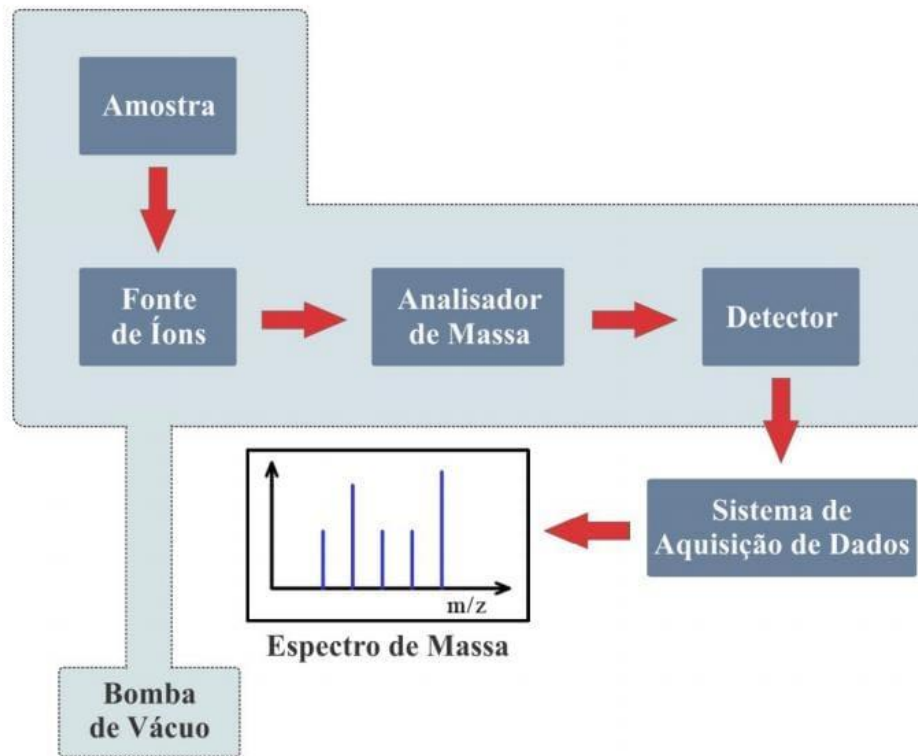 Amostra
Fonte
de Íons
Analisador
de Massa
Detector
Sistema de
Aquisição de Dados
m/z
Espectro de Massa
Bomba
de Vácuo